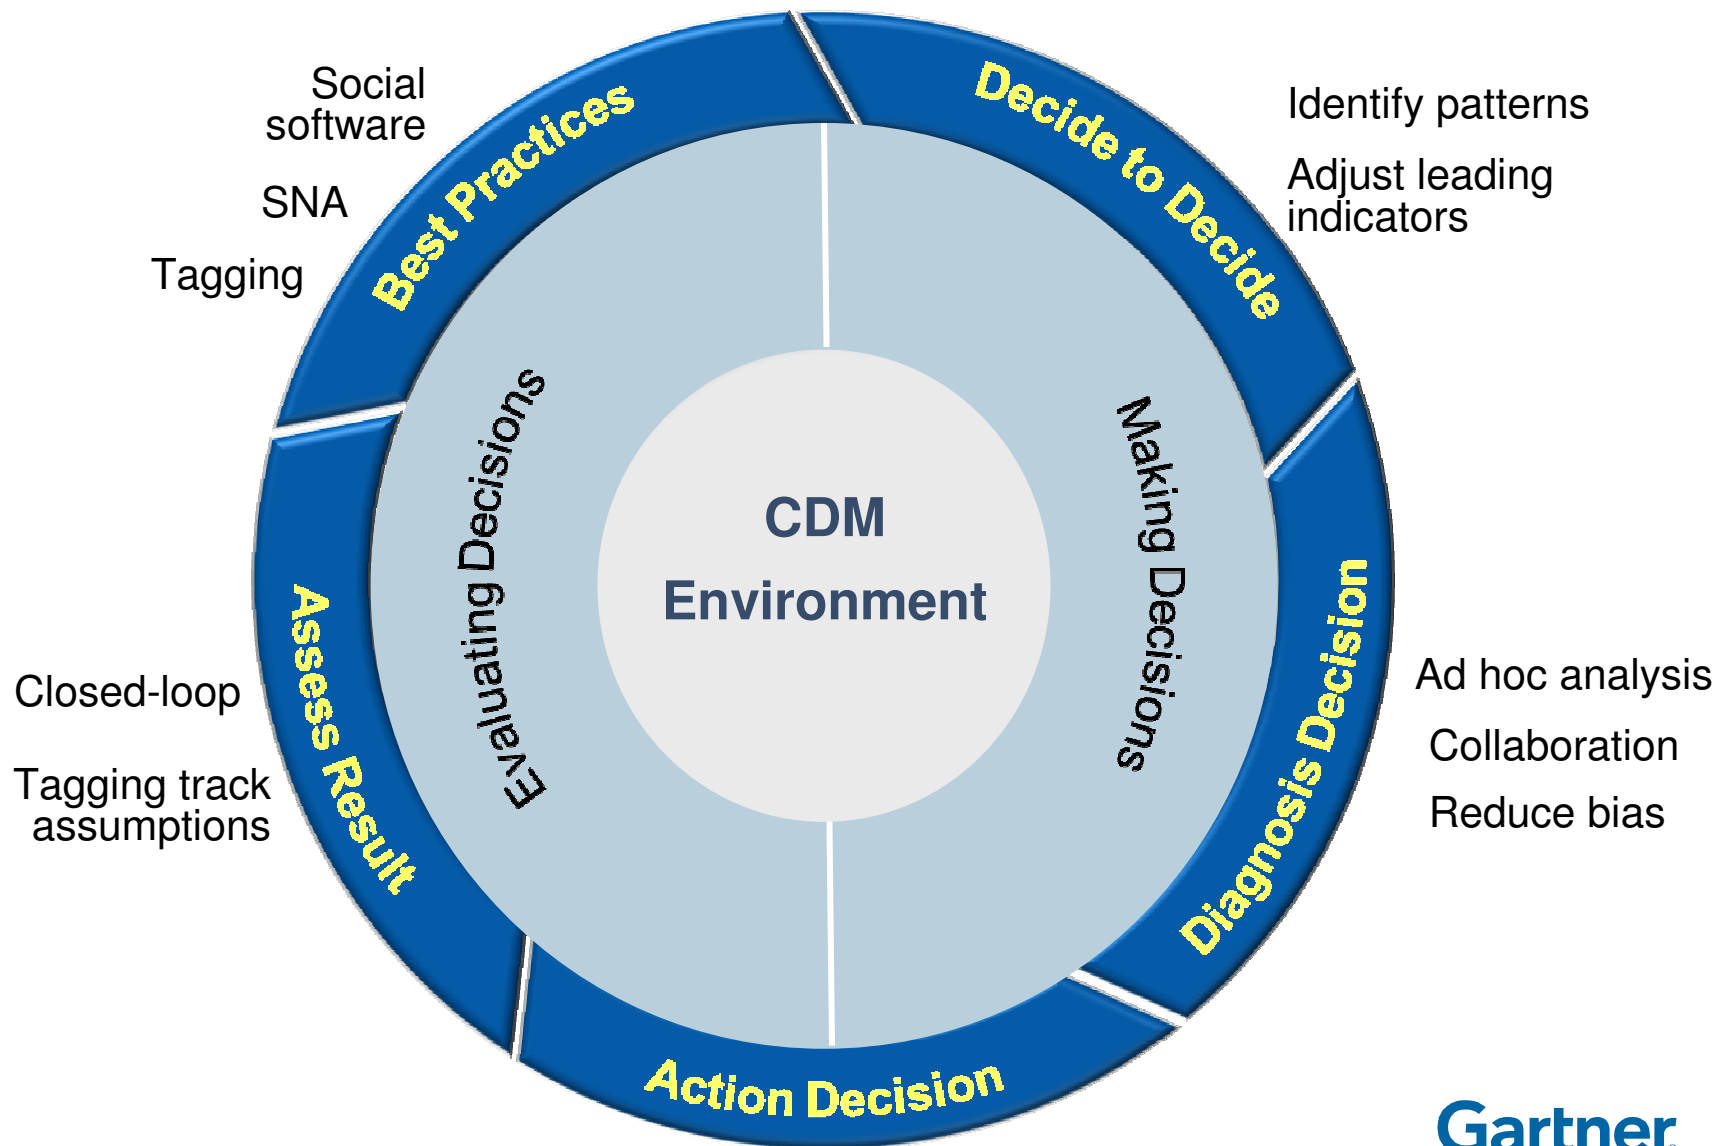 Social
software
SNA
Tagging
Best Practices
Decide to Decide
Identify patterns
Adjust leading
indicators
Evaluating Decisions
CDM
Environment
Making Decisions
Closed-loop
Tagging track
assumptions
Assess Result
Diagnosis Decision
Ad hoc analysis
Collaboration
Reduce bias
Action Decision
Gartner